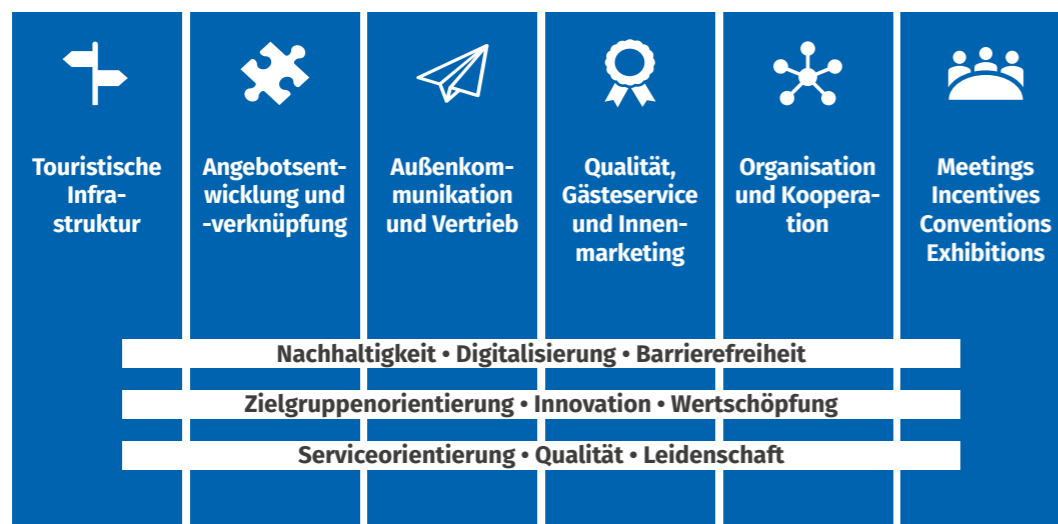 Touristische
Infra-
struktur
Angebotsent-
wicklung und
-verknüpfung
Außenkom-
munikation
und Vertrieb
Qualität,
Gästeservice
und Innen-
marketing
Organisation
und Koopera-
tion
Meetings
Incentives
Conventions
Exhibitions
Nachhaltigkeit • Digitalisierung • Barrierefreiheit
Zielgruppenorientierung • Innovation • Wertschöpfung
Serviceorientierung • Qualität • Leidenschaft